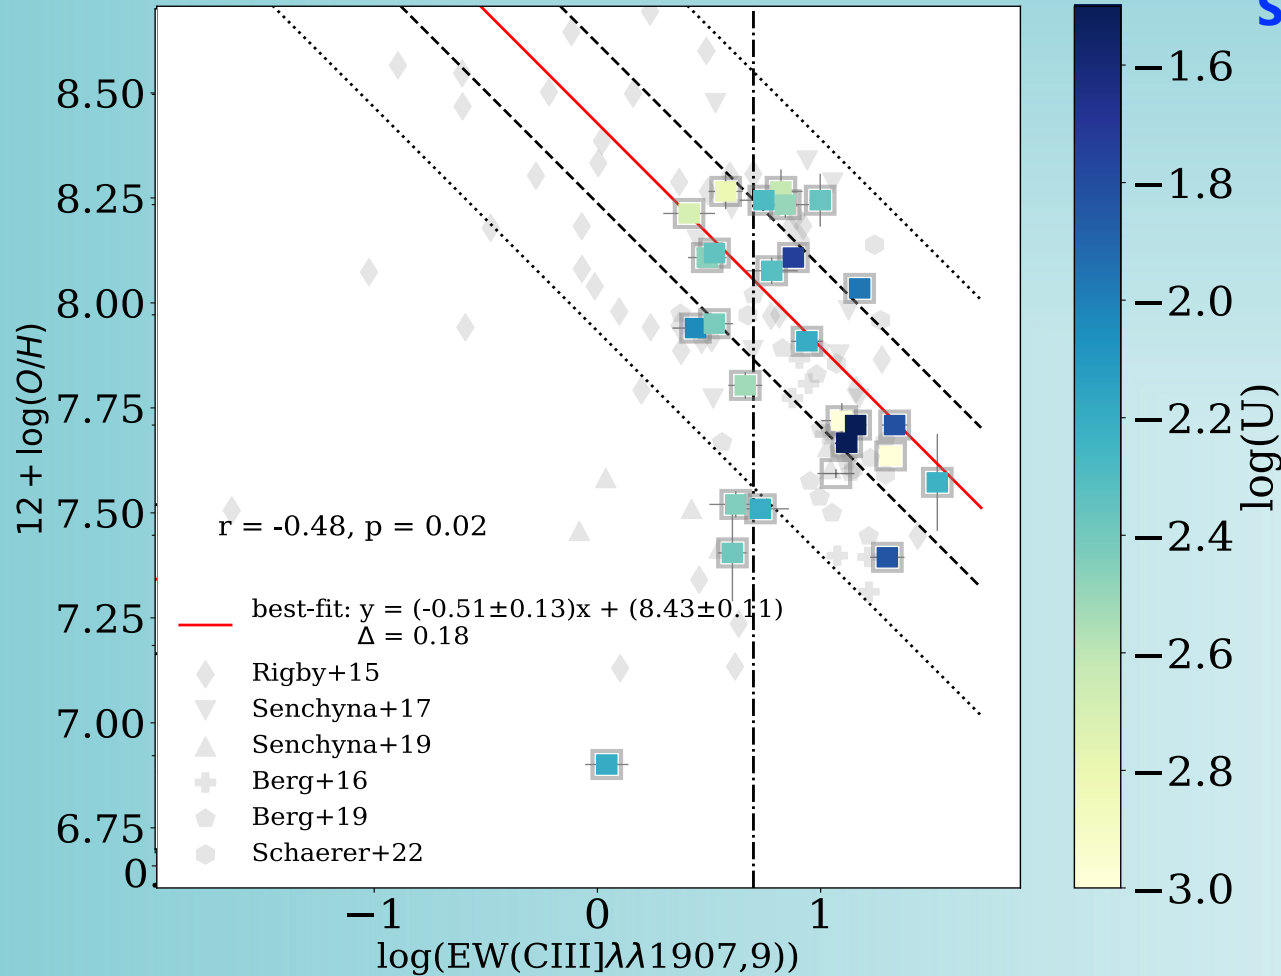 S
8.50
8.25
8.00
7.75
7.50
7.25
7.00
6.75
0.
12 + log(O/H)
r = -0.48, p = 0.02
best-fit: y = (-0.51±0.13)x + (8.43±0.11)
Δ = 0.18
Rigby+15
Senchyna+17
Senchyna+19
Berg+16
Berg+19
Schaerer+22
−1
0
1
log(EW(CIII]λλ1907,9))
−1.6
−1.8
−2.0
−2.2
−2.4
−2.6
−2.8
−3.0
log(U)